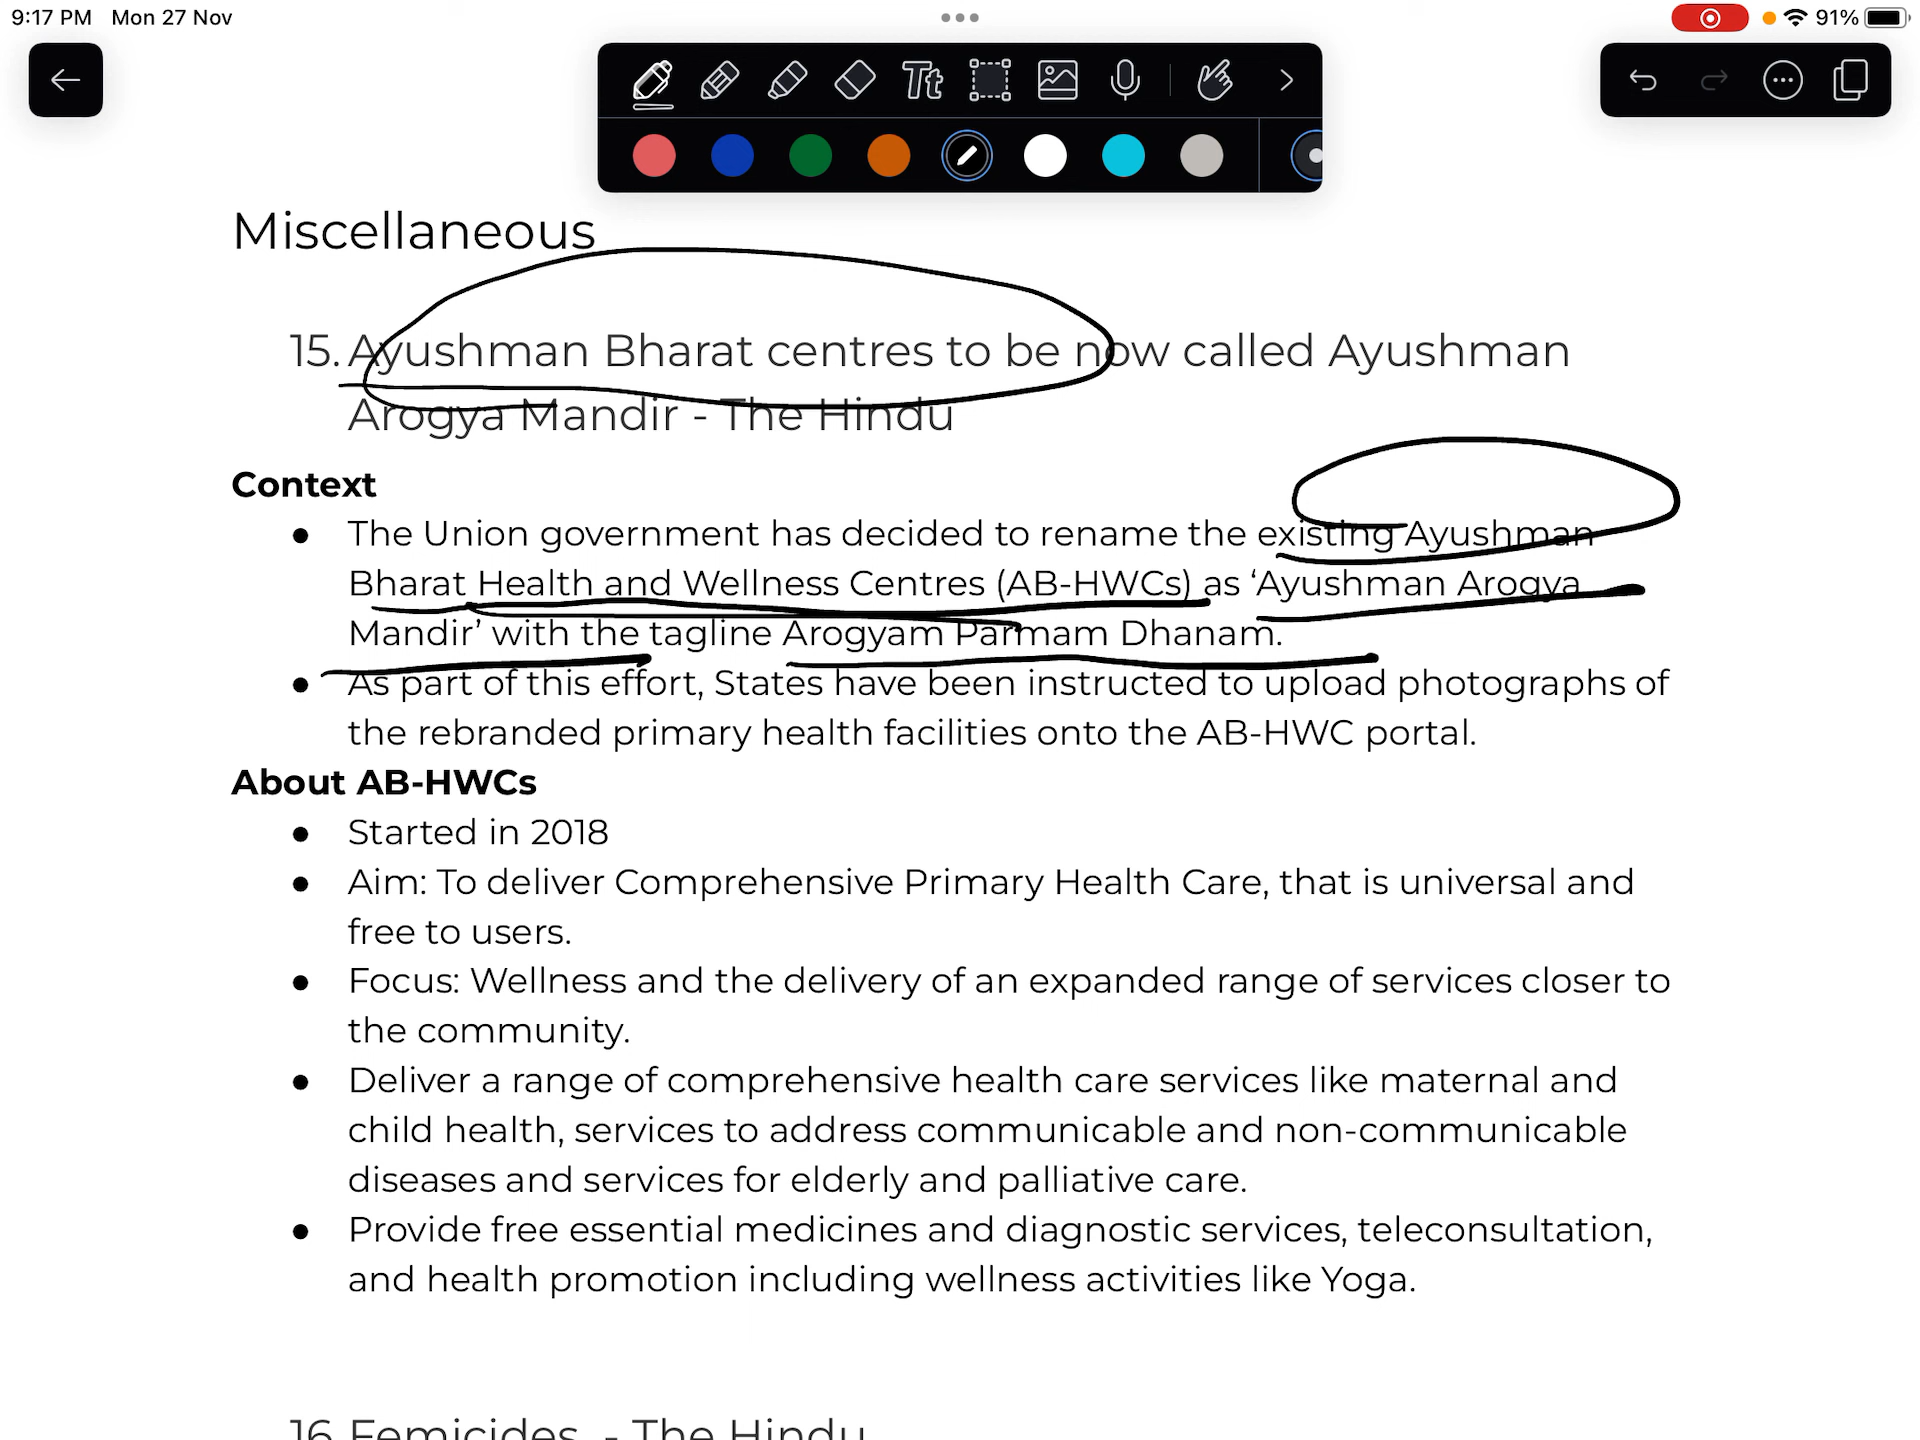 9:17 PM Mon 27 Nov
91%
Tt
Miscellaneous
15. Ayushman Bharat centres to be now called Ayushman
Arogya Mandir - The Hindu
Context
● The Union government has decided to rename the existing Ayushman
Bharat Health and Wellness Centres (AB-HWCs) as ‘Ayushman Arogya
Mandir’ with the tagline Arogyam Parmam Dhanam.
● As part of this effort, States have been instructed to upload photographs of
the rebranded primary health facilities onto the AB-HWC portal.
About AB-HWCs
● Started in 2018
● Aim: To deliver Comprehensive Primary Health Care, that is universal and
free to users.
● Focus: Wellness and the delivery of an expanded range of services closer to
the community.
● Deliver a range of comprehensive health care services like maternal and
child health, services to address communicable and non-communicable
diseases and services for elderly and palliative care.
● Provide free essential medicines and diagnostic services, teleconsultation,
and health promotion including wellness activities like Yoga.
16. Femicides - The Hindu